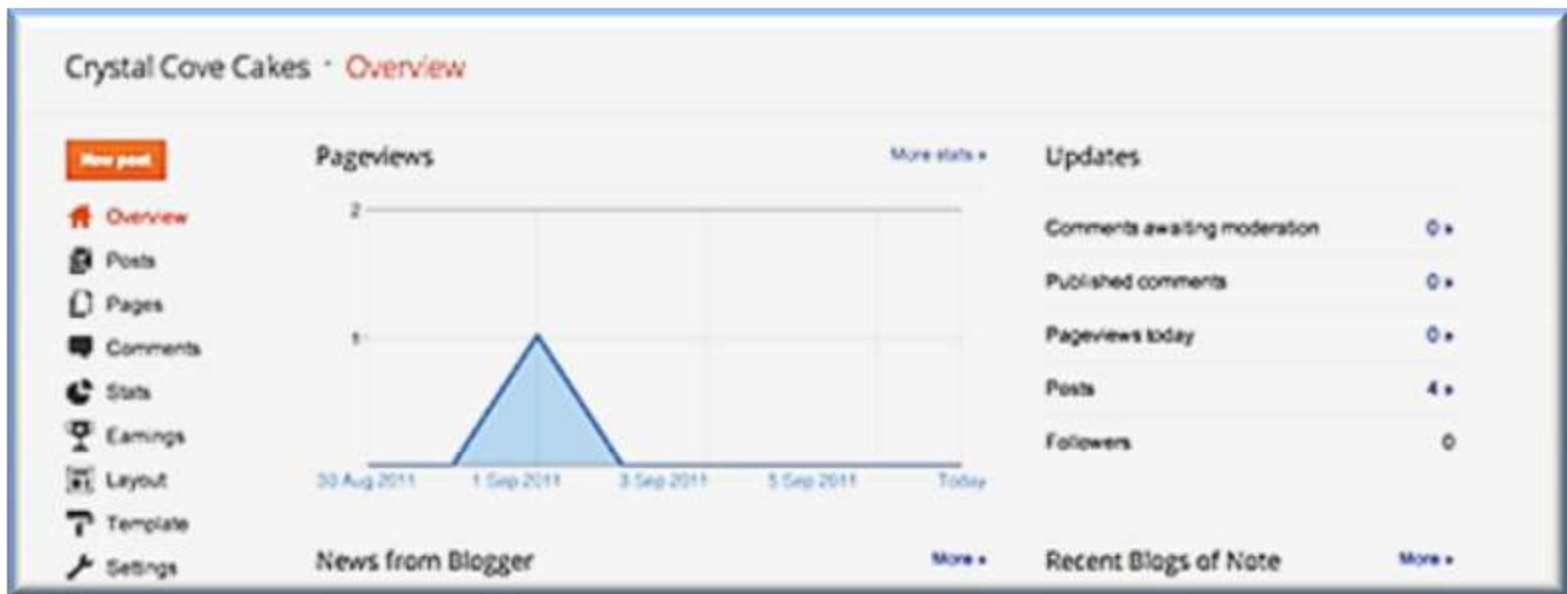 Crystal Cove Cakes · Overview
New post
Overview
Posts
Pages
Comments
Stats
Earnings
Layout
Template
Settings
Pageviews
More stats »
2
1
30 Aug 2011 1 Sep 2011 3 Sep 2011 5 Sep 2011 Today
News from Blogger
More »
Updates
Comments awaiting moderation 0 »
Published comments 0 »
Pageviews today 0 »
Posts 4 »
Followers 0
Recent Blogs of Note
More »